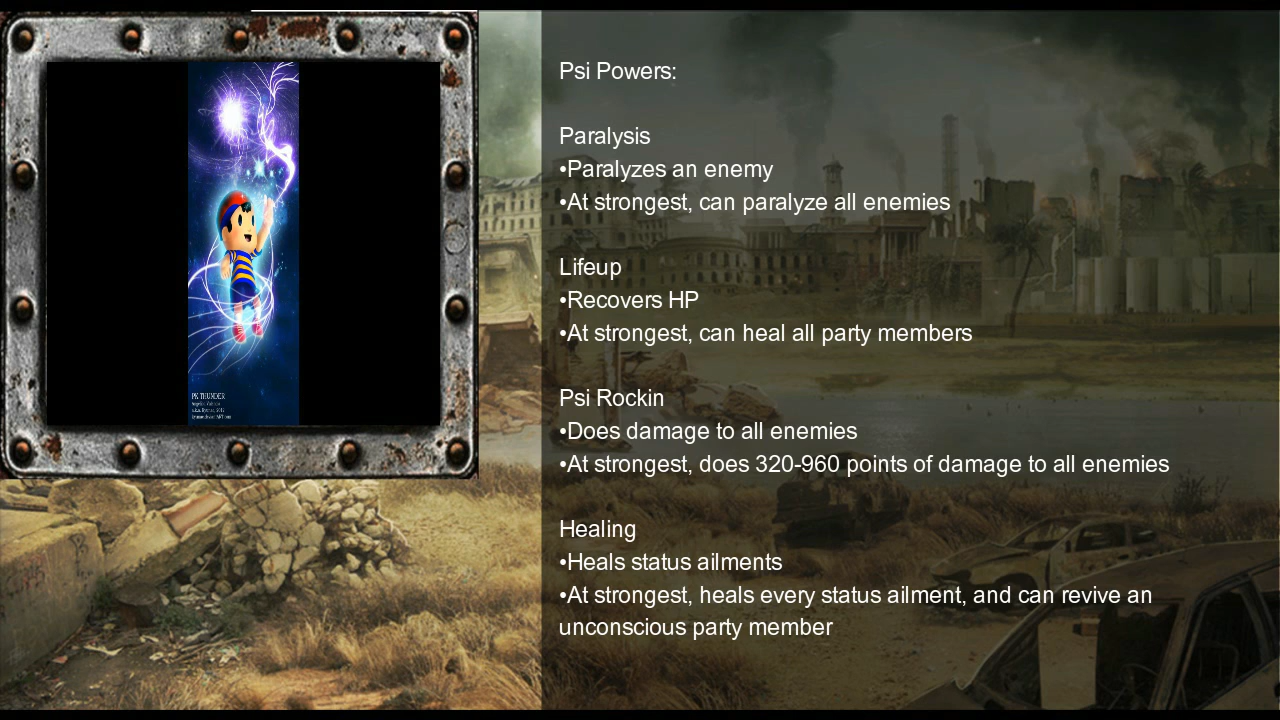 Psi Powers:
Paralysis
•Paralyzes an enemy
•At strongest, can paralyze all enemies
Lifeup
•Recovers HP
•At strongest, can heal all party members
Psi Rockin
•Does damage to all enemies
•At strongest, does 320-960 points of damage to all enemies
Healing
•Heals status ailments
•At strongest, heals every status ailment, and can revive an
unconscious party member
PK THUNDER